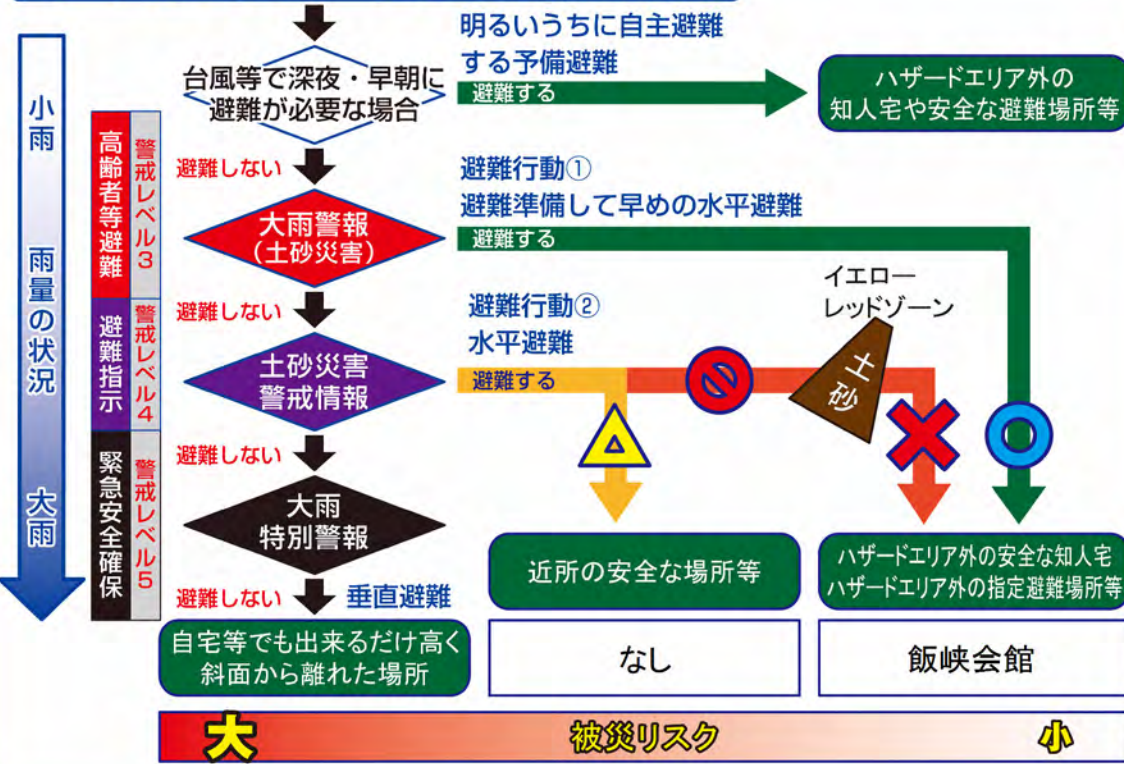 明るいうちに自主避難
する予備避難
避難する
台風等で深夜・早朝に
避難が必要な場合
ハザードエリア外の
知人宅や安全な避難場所等
小雨 雨量の状況 大雨
高齢者等避難
警戒レベル3
避難しない
避難行動①
避難準備して早めの水平避難
避難する
大雨警報
(土砂災害)
イエロー
レッドゾーン
避難指示
警戒レベル4
避難しない
避難行動②
水平避難
避難する
土砂災害
警戒情報
土砂
緊急安全確保
警戒レベル5
避難しない
大雨
特別警報
避難しない
垂直避難
近所の安全な場所等
ハザードエリア外の安全な知人宅
ハザードエリア外の指定避難場所等
自宅等でも出来るだけ高く
斜面から離れた場所
なし
飯峡会館
大 被災リスク 小